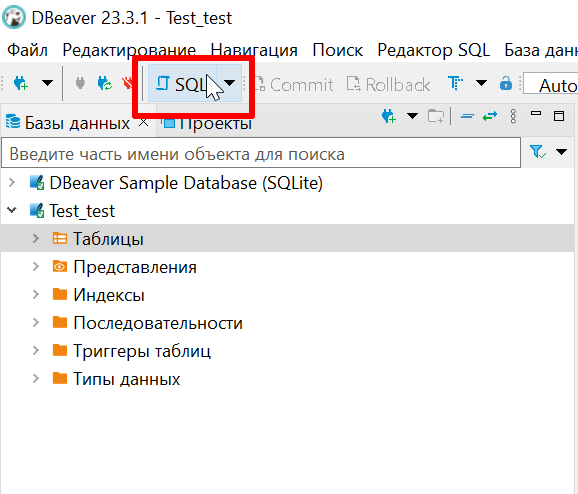 DBeaver 23.3.1 - Test_test
Файл Редактирование Навигация Поиск Редактор SQL База дан
SQL Commit Rollback Auto
Базы данных Проекты
Введите часть имени объекта для поиска
DBeaver Sample Database (SQLite)
Test_test
Таблицы
Представления
Индексы
Последовательности
Триггеры таблиц
Типы данных